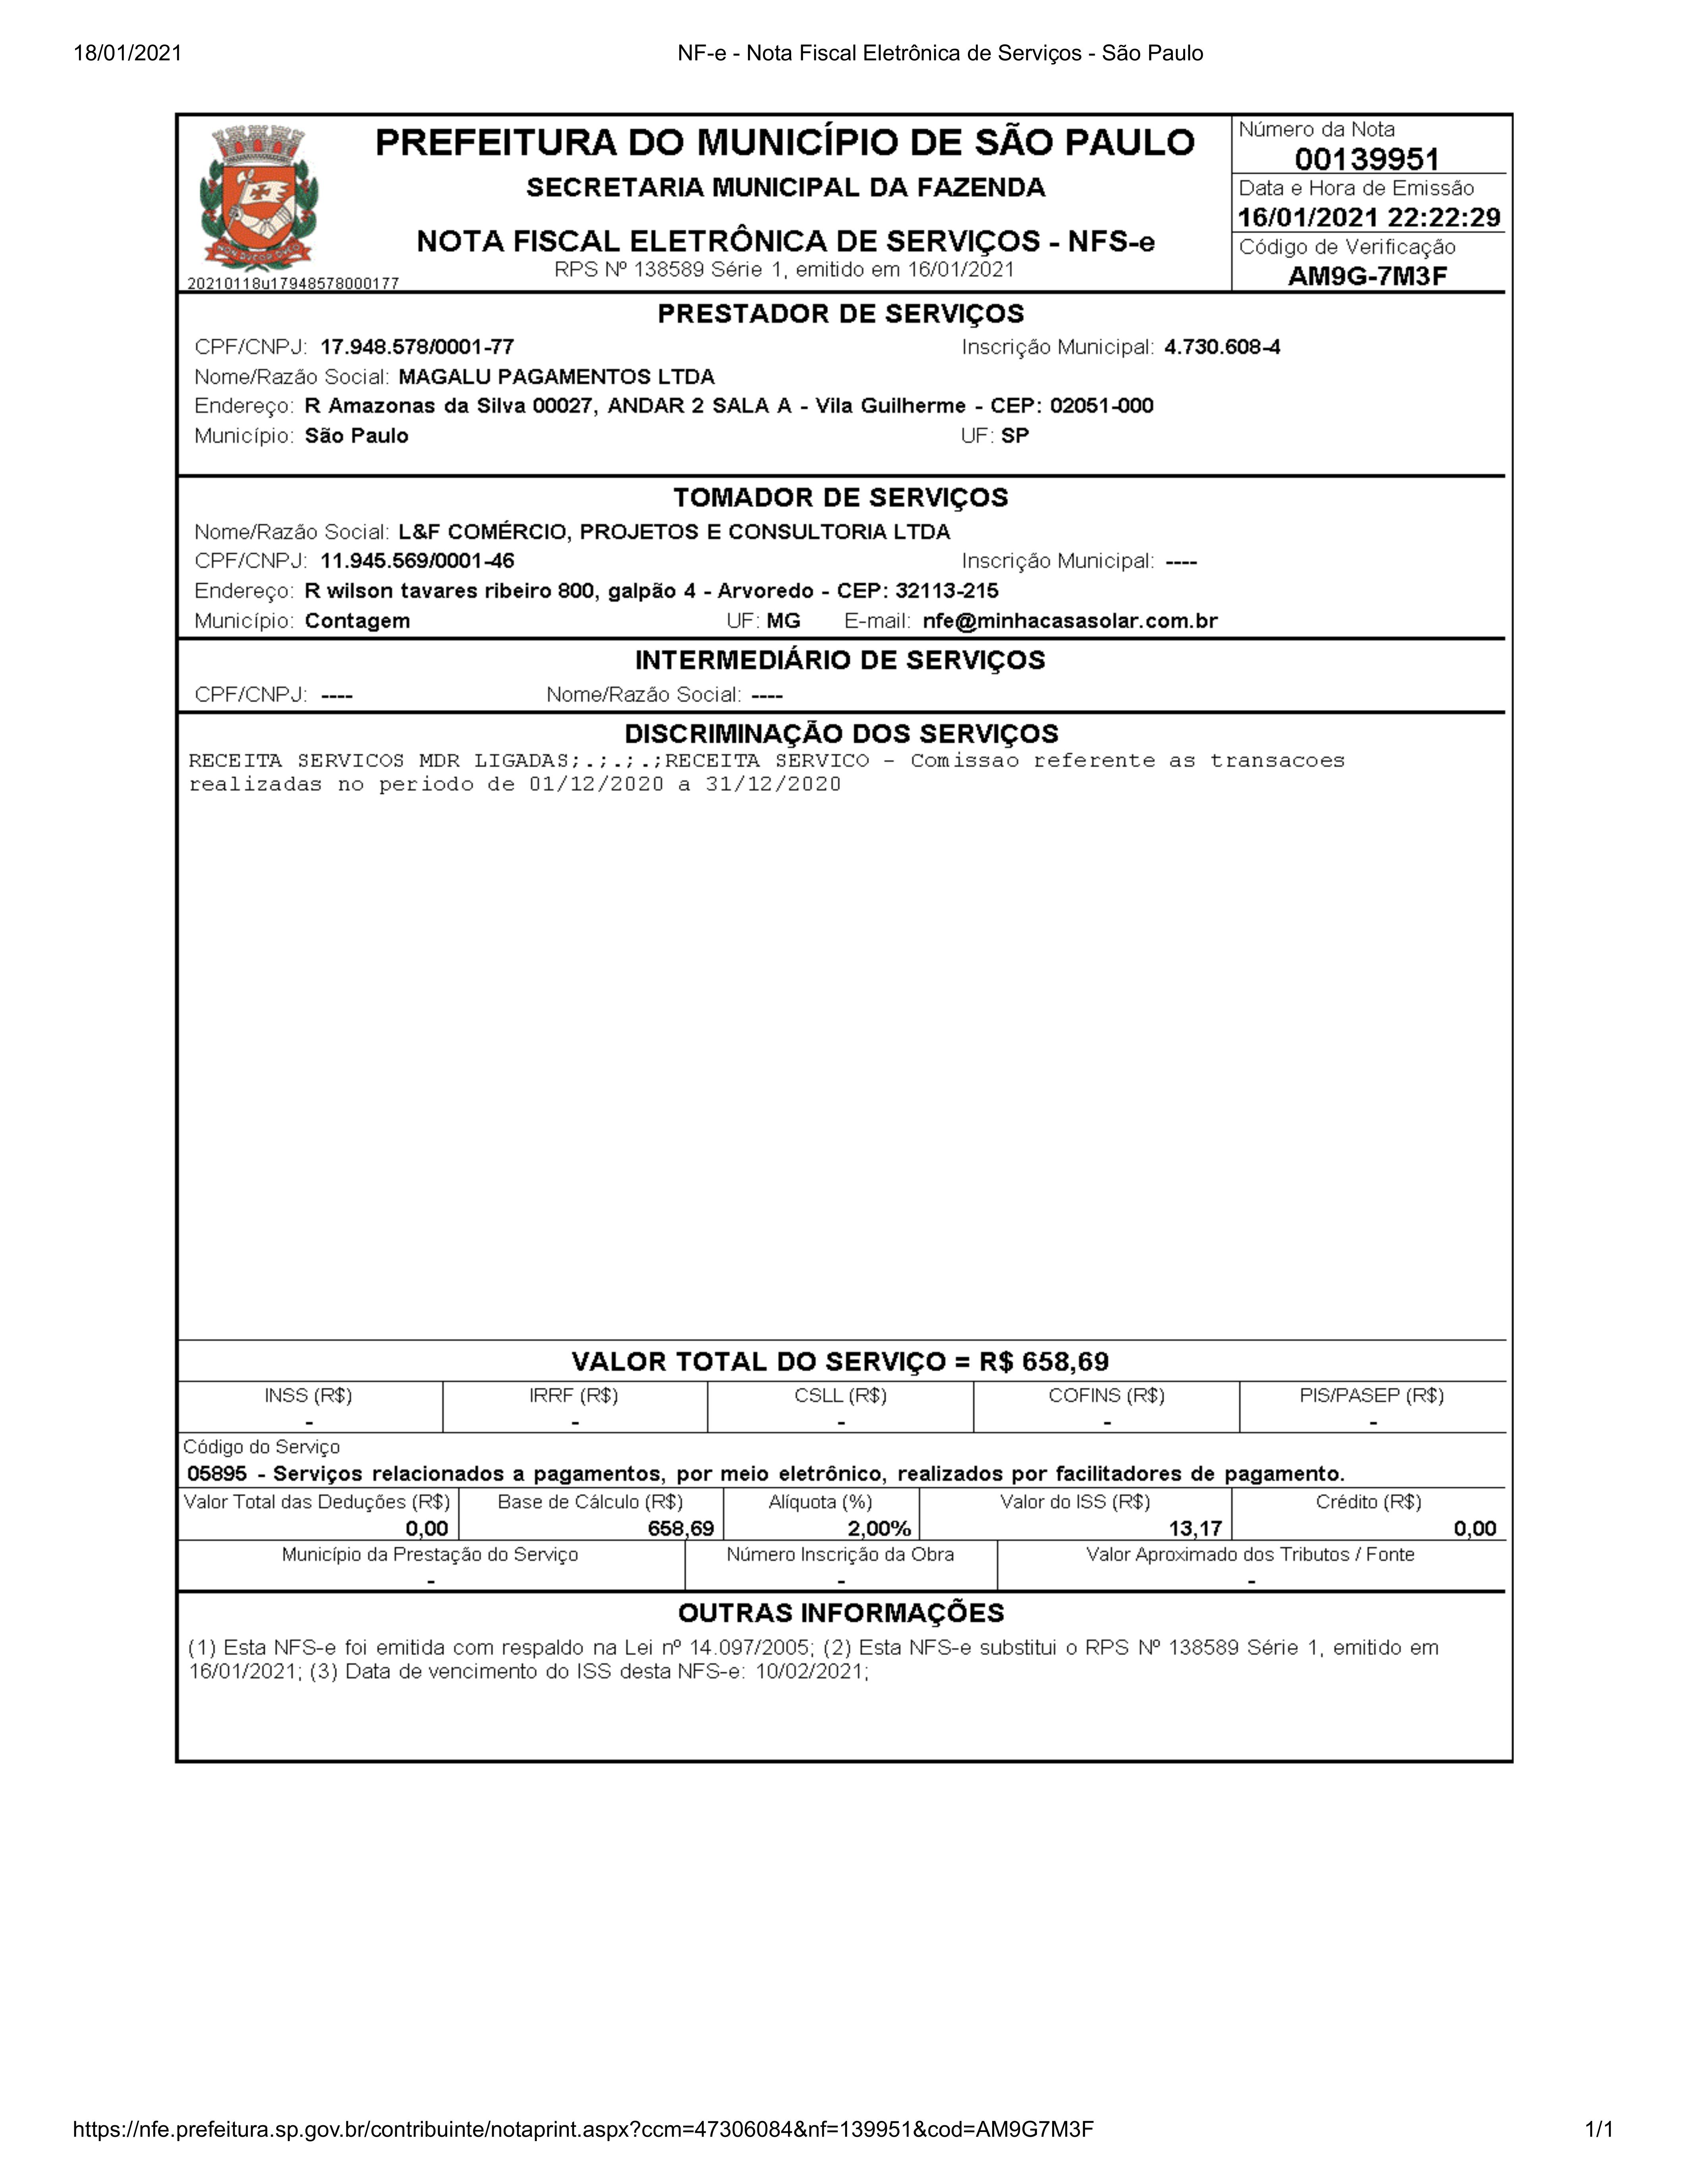 18/01/2021 NF-e - Nota Fiscal Eletrônica de Serviços - São Paulo
PREFEITURA DO MUNICÍPIO DE SÃO PAULO
SECRETARIA MUNICIPAL DA FAZENDA
NOTA FISCAL ELETRÔNICA DE SERVIÇOS - NFS-e
RPS Nº 138589 Série 1, emitido em 16/01/2021
20210118u17948578000177
Número da Nota
00139951
Data e Hora de Emissão
16/01/2021 22:22:29
Código de Verificação
AM9G-7M3F
PRESTADOR DE SERVIÇOS
CPF/CNPJ: 17.948.578/0001-77 Inscrição Municipal: 4.730.608-4
Nome/Razão Social: MAGALU PAGAMENTOS LTDA
Endereço: R Amazonas da Silva 00027, ANDAR 2 SALA A - Vila Guilherme - CEP: 02051-000
Município: São Paulo UF: SP
TOMADOR DE SERVIÇOS
Nome/Razão Social: L&F COMÉRCIO, PROJETOS E CONSULTORIA LTDA
CPF/CNPJ: 11.945.569/0001-46 Inscrição Municipal: ----
Endereço: R wilson tavares ribeiro 800, galpão 4 - Arvoredo - CEP: 32113-215
Município: Contagem UF: MG E-mail: nfe@minhacasasolar.com.br
INTERMEDIÁRIO DE SERVIÇOS
CPF/CNPJ: ---- Nome/Razão Social: ----
DISCRIMINAÇÃO DOS SERVIÇOS
RECEITA SERVICOS MDR LIGADAS;.;.;.;RECEITA SERVICO - Comissao referente as transacoes
realizadas no periodo de 01/12/2020 a 31/12/2020
VALOR TOTAL DO SERVIÇO = R$ 658,69
INSS (R$) IRRF (R$) CSLL (R$) COFINS (R$) PIS/PASEP (R$)
- - - - -
Código do Serviço
05895 - Serviços relacionados a pagamentos, por meio eletrônico, realizados por facilitadores de pagamento.
Valor Total das Deduções (R$) Base de Cálculo (R$) Alíquota (%) Valor do ISS (R$) Crédito (R$)
0,00 658,69 2,00% 13,17 0,00
Município da Prestação do Serviço Número Inscrição da Obra Valor Aproximado dos Tributos / Fonte
- - -
OUTRAS INFORMAÇÕES
(1) Esta NFS-e foi emitida com respaldo na Lei nº 14.097/2005; (2) Esta NFS-e substitui o RPS Nº 138589 Série 1, emitido em
16/01/2021; (3) Data de vencimento do ISS desta NFS-e: 10/02/2021;
https://nfe.prefeitura.sp.gov.br/contribuinte/notaprint.aspx?ccm=47306084&nf=139951&cod=AM9G7M3F 1/1